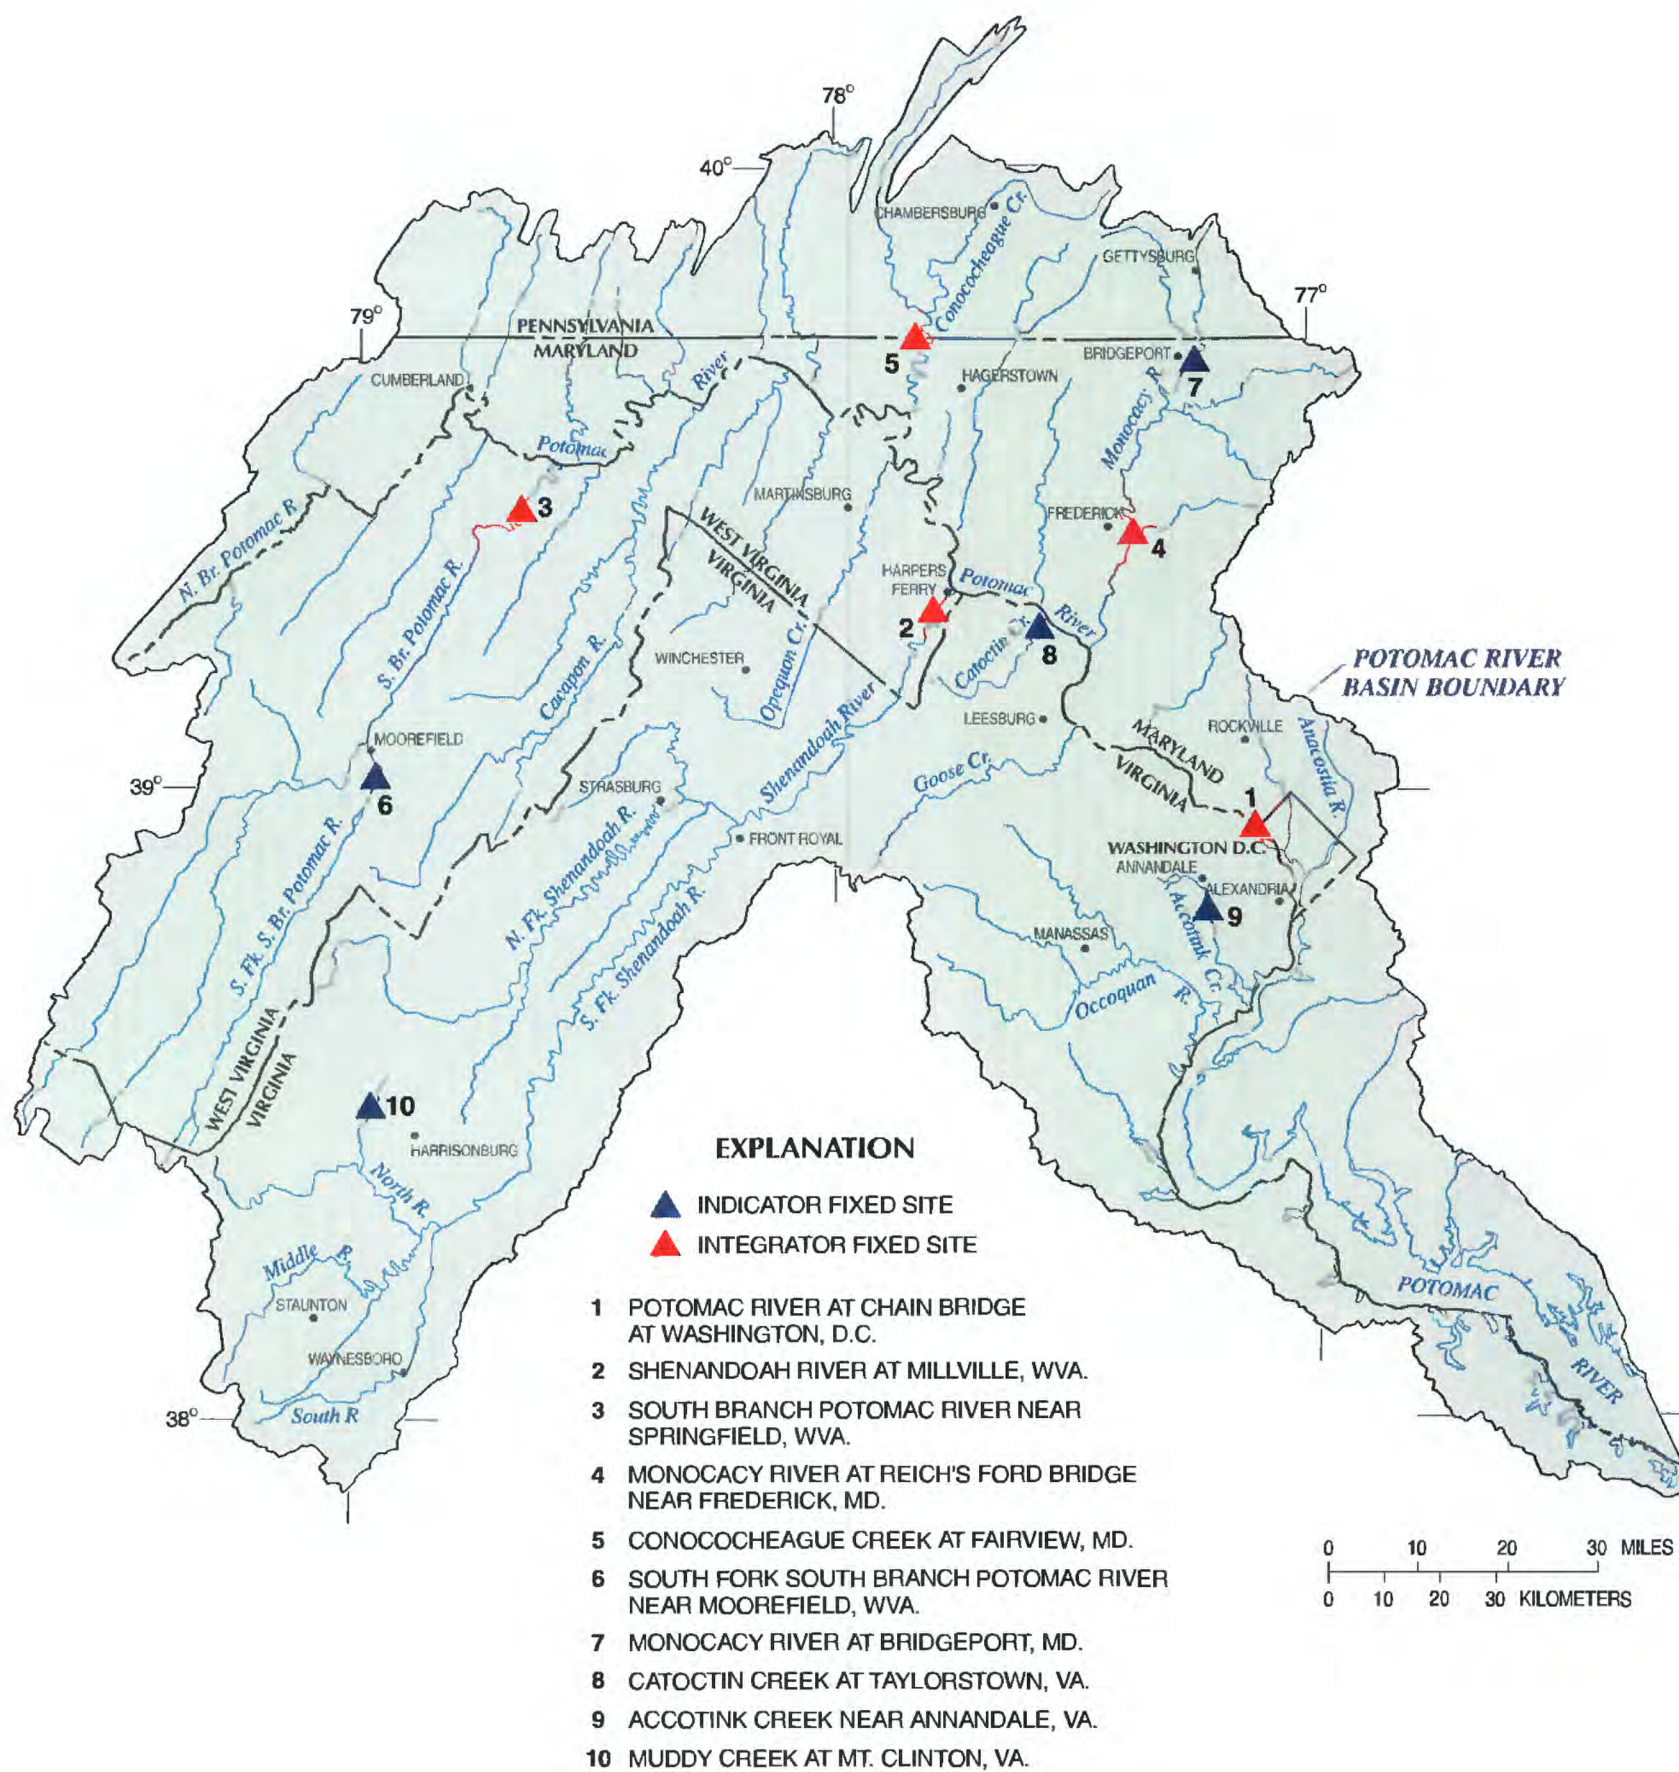 78°
40°
CHAMBERSBURG
Conococheague Cr.
GETTYSBURG
77°
79°
PENNSYLVANIA
MARYLAND
5
BRIDGEPORT
7
CUMBERLAND
River
HAGERSTOWN
Monocacy R.
Potomac
3
MARTINSBURG
FREDERICK
4
N. Br. Potomac R.
WEST VIRGINIA
VIRGINIA
HARPERS
FERRY
Potomac
River
2
8
S. Br. Potomac R.
Cacapon R.
WINCHESTER
Opequon Cr.
Catoctin Cr.
POTOMAC RIVER
BASIN BOUNDARY
MOOREFIELD
Shenandoah River
LEESBURG
MARYLAND
VIRGINIA
ROCKVILLE
Anacostia R.
39°
6
STRASBURG
Goose Cr.
1
FRONT ROYAL
WASHINGTON D.C.
ANNANDALE
ALEXANDRIA
S. Fk. S. Br. Potomac R.
N. Fk. Shenandoah R.
S. Fk. Shenandoah R.
MANASSAS
Accotink Cr.
9
Occoquan R.
WEST VIRGINIA
VIRGINIA
10
HARRISONBURG
North R.
Middle R.
STAUNTON
WAYNESBORO
38°
South R
POTOMAC
RIVER
EXPLANATION
INDICATOR FIXED SITE
INTEGRATOR FIXED SITE
1 POTOMAC RIVER AT CHAIN BRIDGE
AT WASHINGTON, D.C.
2 SHENANDOAH RIVER AT MILLVILLE, WVA.
3 SOUTH BRANCH POTOMAC RIVER NEAR
SPRINGFIELD, WVA.
4 MONOCACY RIVER AT REICH'S FORD BRIDGE
NEAR FREDERICK, MD.
5 CONOCOCHEAGUE CREEK AT FAIRVIEW, MD.
6 SOUTH FORK SOUTH BRANCH POTOMAC RIVER
NEAR MOOREFIELD, WVA.
7 MONOCACY RIVER AT BRIDGEPORT, MD.
8 CATOCTIN CREEK AT TAYLORSTOWN, VA.
9 ACCOTINK CREEK NEAR ANNANDALE, VA.
10 MUDDY CREEK AT MT. CLINTON, VA.
0 10 20 30 MILES
0 10 20 30 KILOMETERS